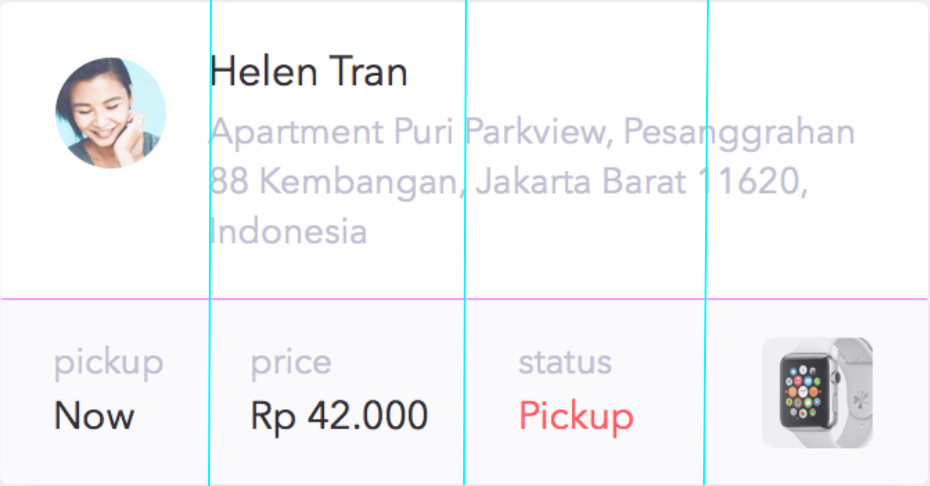 Helen Tran
Apartment Puri Parkview, Pesanggrahan
88 Kembangan, Jakarta Barat 11620,
Indonesia
pickup price status
Now Rp 42.000 Pickup